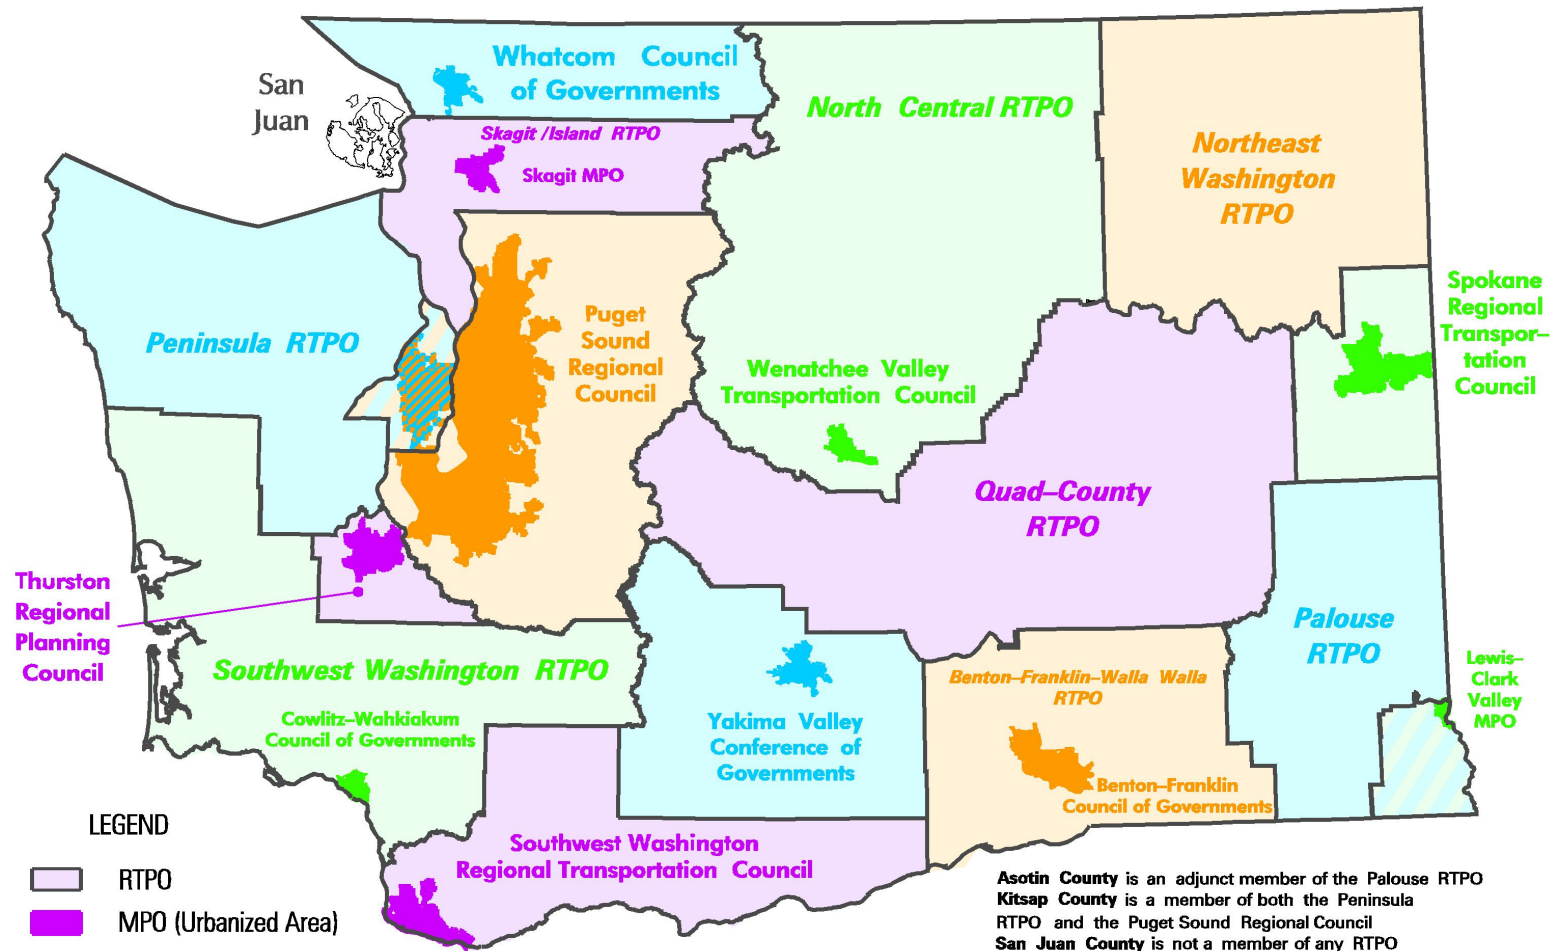 Whatcom Council
of Governments
San
Juan
North Central RTPO
Skagit /Island RTPO
Skagit MPO
Northeast
Washington
RTPO
Spokane
Regional
Transpor–
tation
Council
Puget
Sound
Regional
Council
Peninsula RTPO
Wenatchee Valley
Transportation Council
Quad–County
RTPO
Thurston
Regional
Planning
Council
Palouse
RTPO
Southwest Washington RTPO
Lewis–
Clark
Valley
MPO
Benton–Franklin–Walla Walla
RTPO
Cowlitz–Wahkiakum
Council of Governments
Yakima Valley
Conference of
Governments
Benton–Franklin
Council of Governments
LEGEND
RTPO
MPO (Urbanized Area)
Southwest Washington
Regional Transportation Council
Asotin County is an adjunct member of the Palouse RTPO
Kitsap County is a member of both the Peninsula
RTPO and the Puget Sound Regional Council
San Juan County is not a member of any RTPO